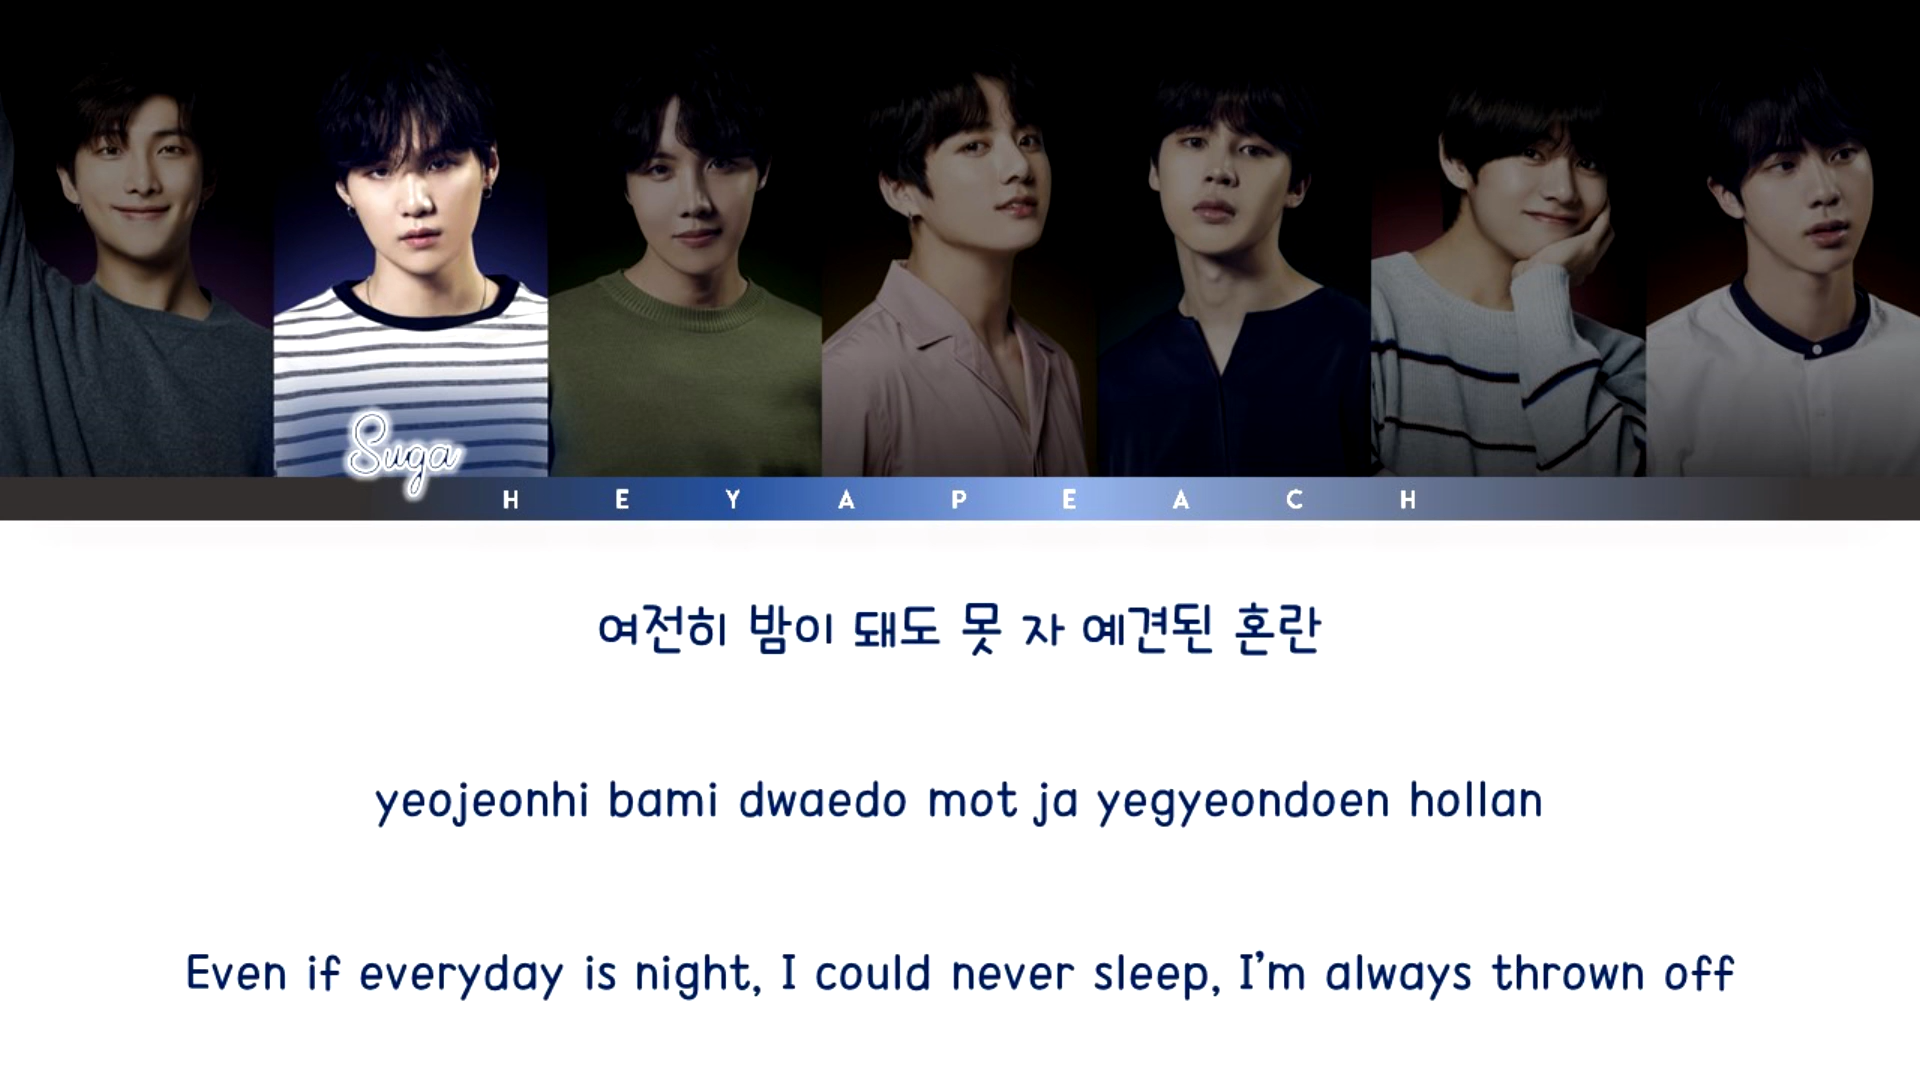 Suga
HEYAPEACH
여전히 밤이 돼도 못 자 예견된 혼란
yeojeonhi bami dwaedo mot ja yegyeondoen hollan
Even if everyday is night, I could never sleep, I’m always thrown off